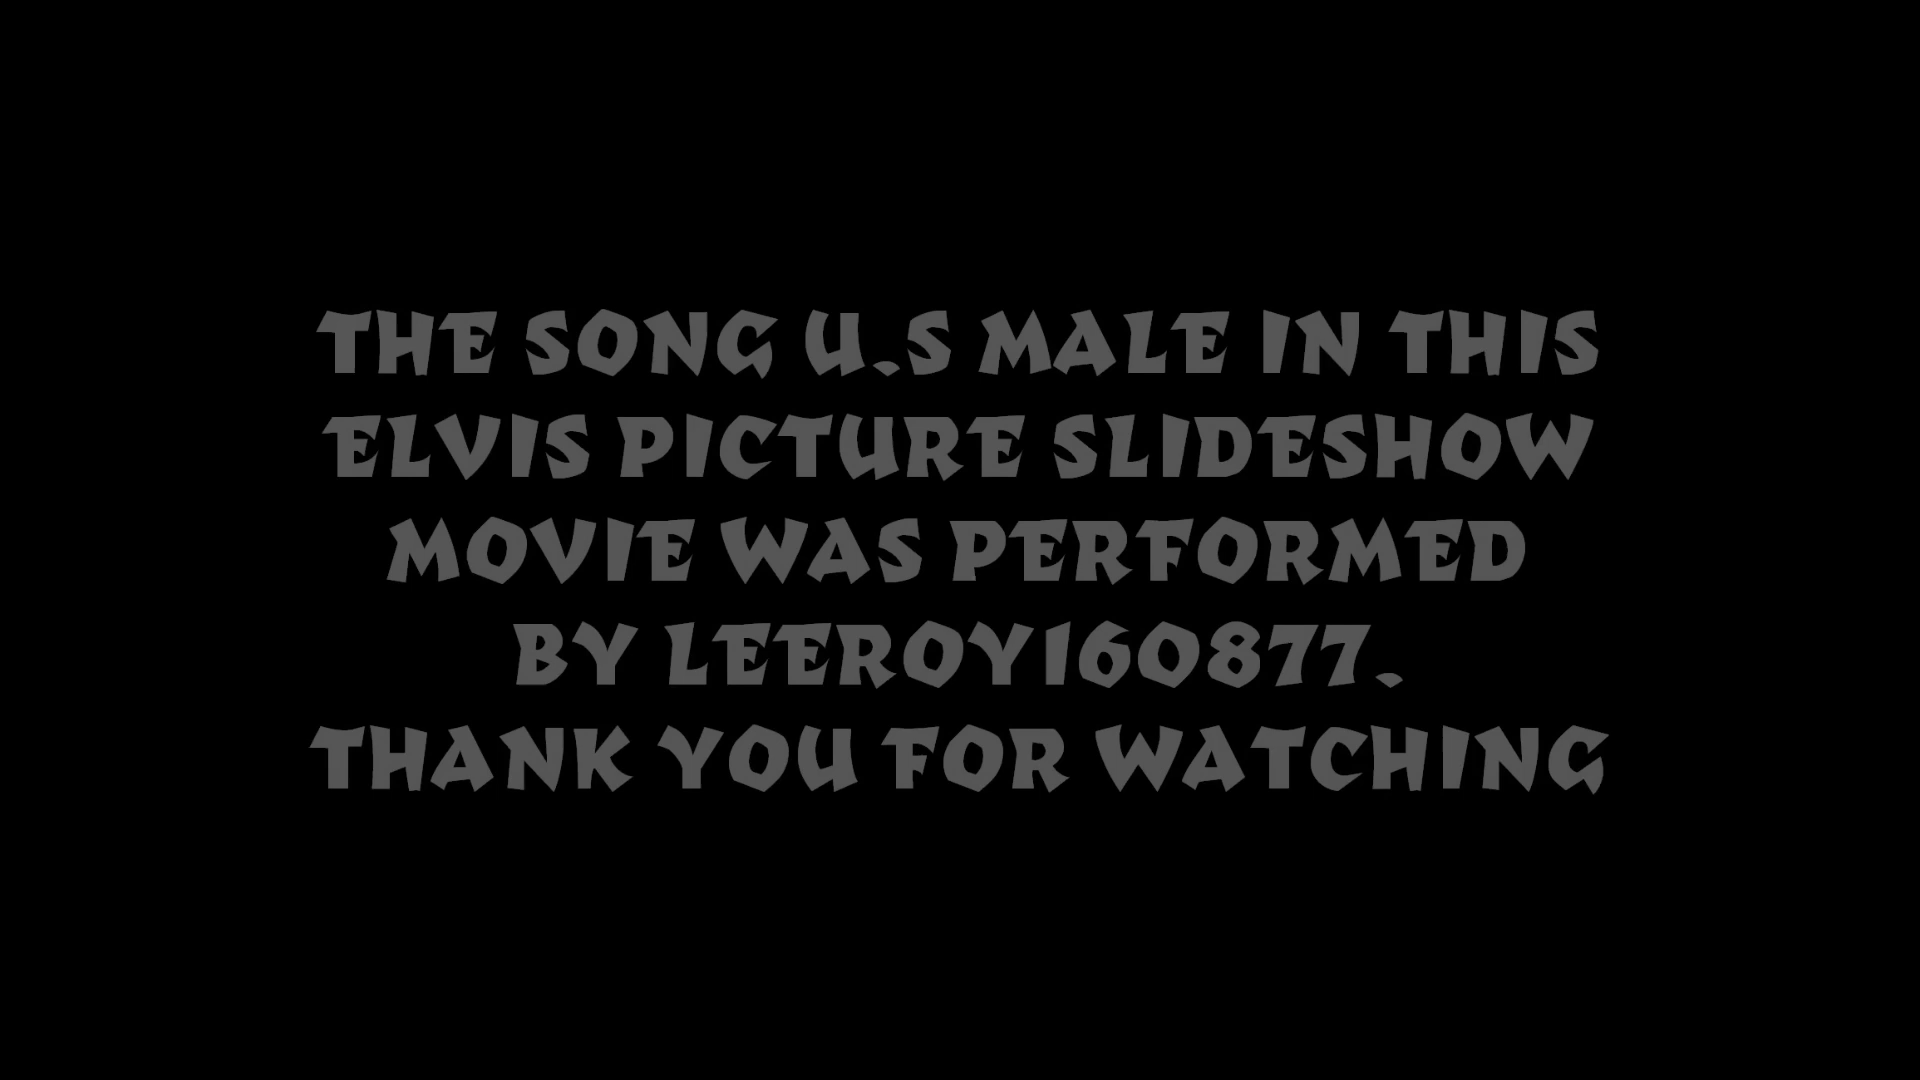 THE SONG U.S MALE IN THIS
ELVIS PICTURE SLIDESHOW
MOVIE WAS PERFORMED
BY LEEROY160877.
THANK YOU FOR WATCHING